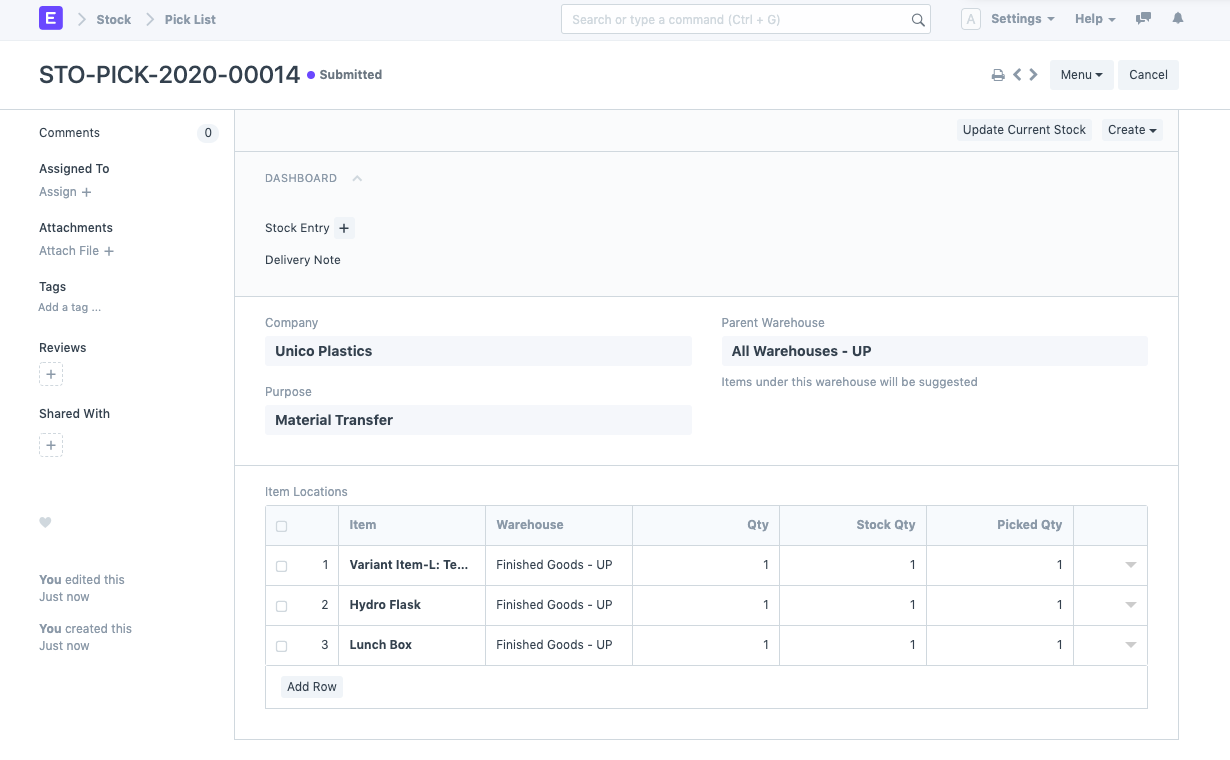 E Stock Pick List Search or type a command (Ctrl + G) A Settings Help
STO-PICK-2020-00014 Submitted Menu Cancel
Comments 0
Assigned To
Assign +
Attachments
Attach File +
Tags
Add a tag ...
Reviews
+
Shared With
+
You edited this
Just now
You created this
Just now
Update Current Stock Create
DASHBOARD
Stock Entry +
Delivery Note
Company
Unico Plastics
Purpose
Material Transfer
Parent Warehouse
All Warehouses - UP
Items under this warehouse will be suggested
Item Locations
Item Warehouse Qty Stock Qty Picked Qty
1 Variant Item-L: Te... Finished Goods - UP 1 1 1
2 Hydro Flask Finished Goods - UP 1 1 1
3 Lunch Box Finished Goods - UP 1 1 1
Add Row